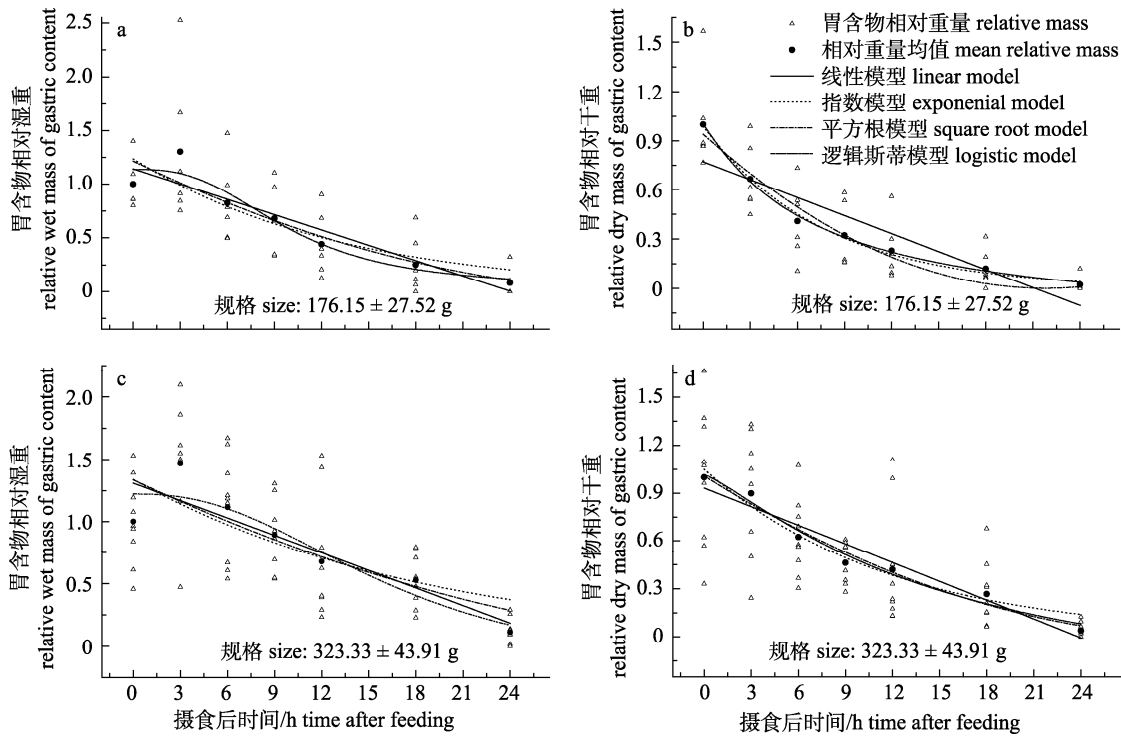 a
胃含物相对湿重
relative wet mass of gastric content
2.5
2.0
1.5
1.0
0.5
0
规格 size: 176.15 ± 27.52 g
b
胃含物相对干重
relative dry mass of gastric content
1.5
1.2
0.9
0.6
0.3
0
胃含物相对重量 relative mass
相对重量均值 mean relative mass
线性模型 linear model
指数模型 exponenial model
平方根模型 square root model
逻辑斯蒂模型 logistic model
规格 size: 176.15 ± 27.52 g
c
胃含物相对湿重
relative wet mass of gastric content
2.0
1.5
1.0
0.5
0
规格 size: 323.33 ± 43.91 g
0 3 6 9 12 15 18 21 24
摄食后时间/h time after feeding
d
胃含物相对干重
relative dry mass of gastric content
1.5
1.2
0.9
0.6
0.3
0
规格 size: 323.33 ± 43.91 g
0 3 6 9 12 15 18 21 24
摄食后时间/h time after feeding